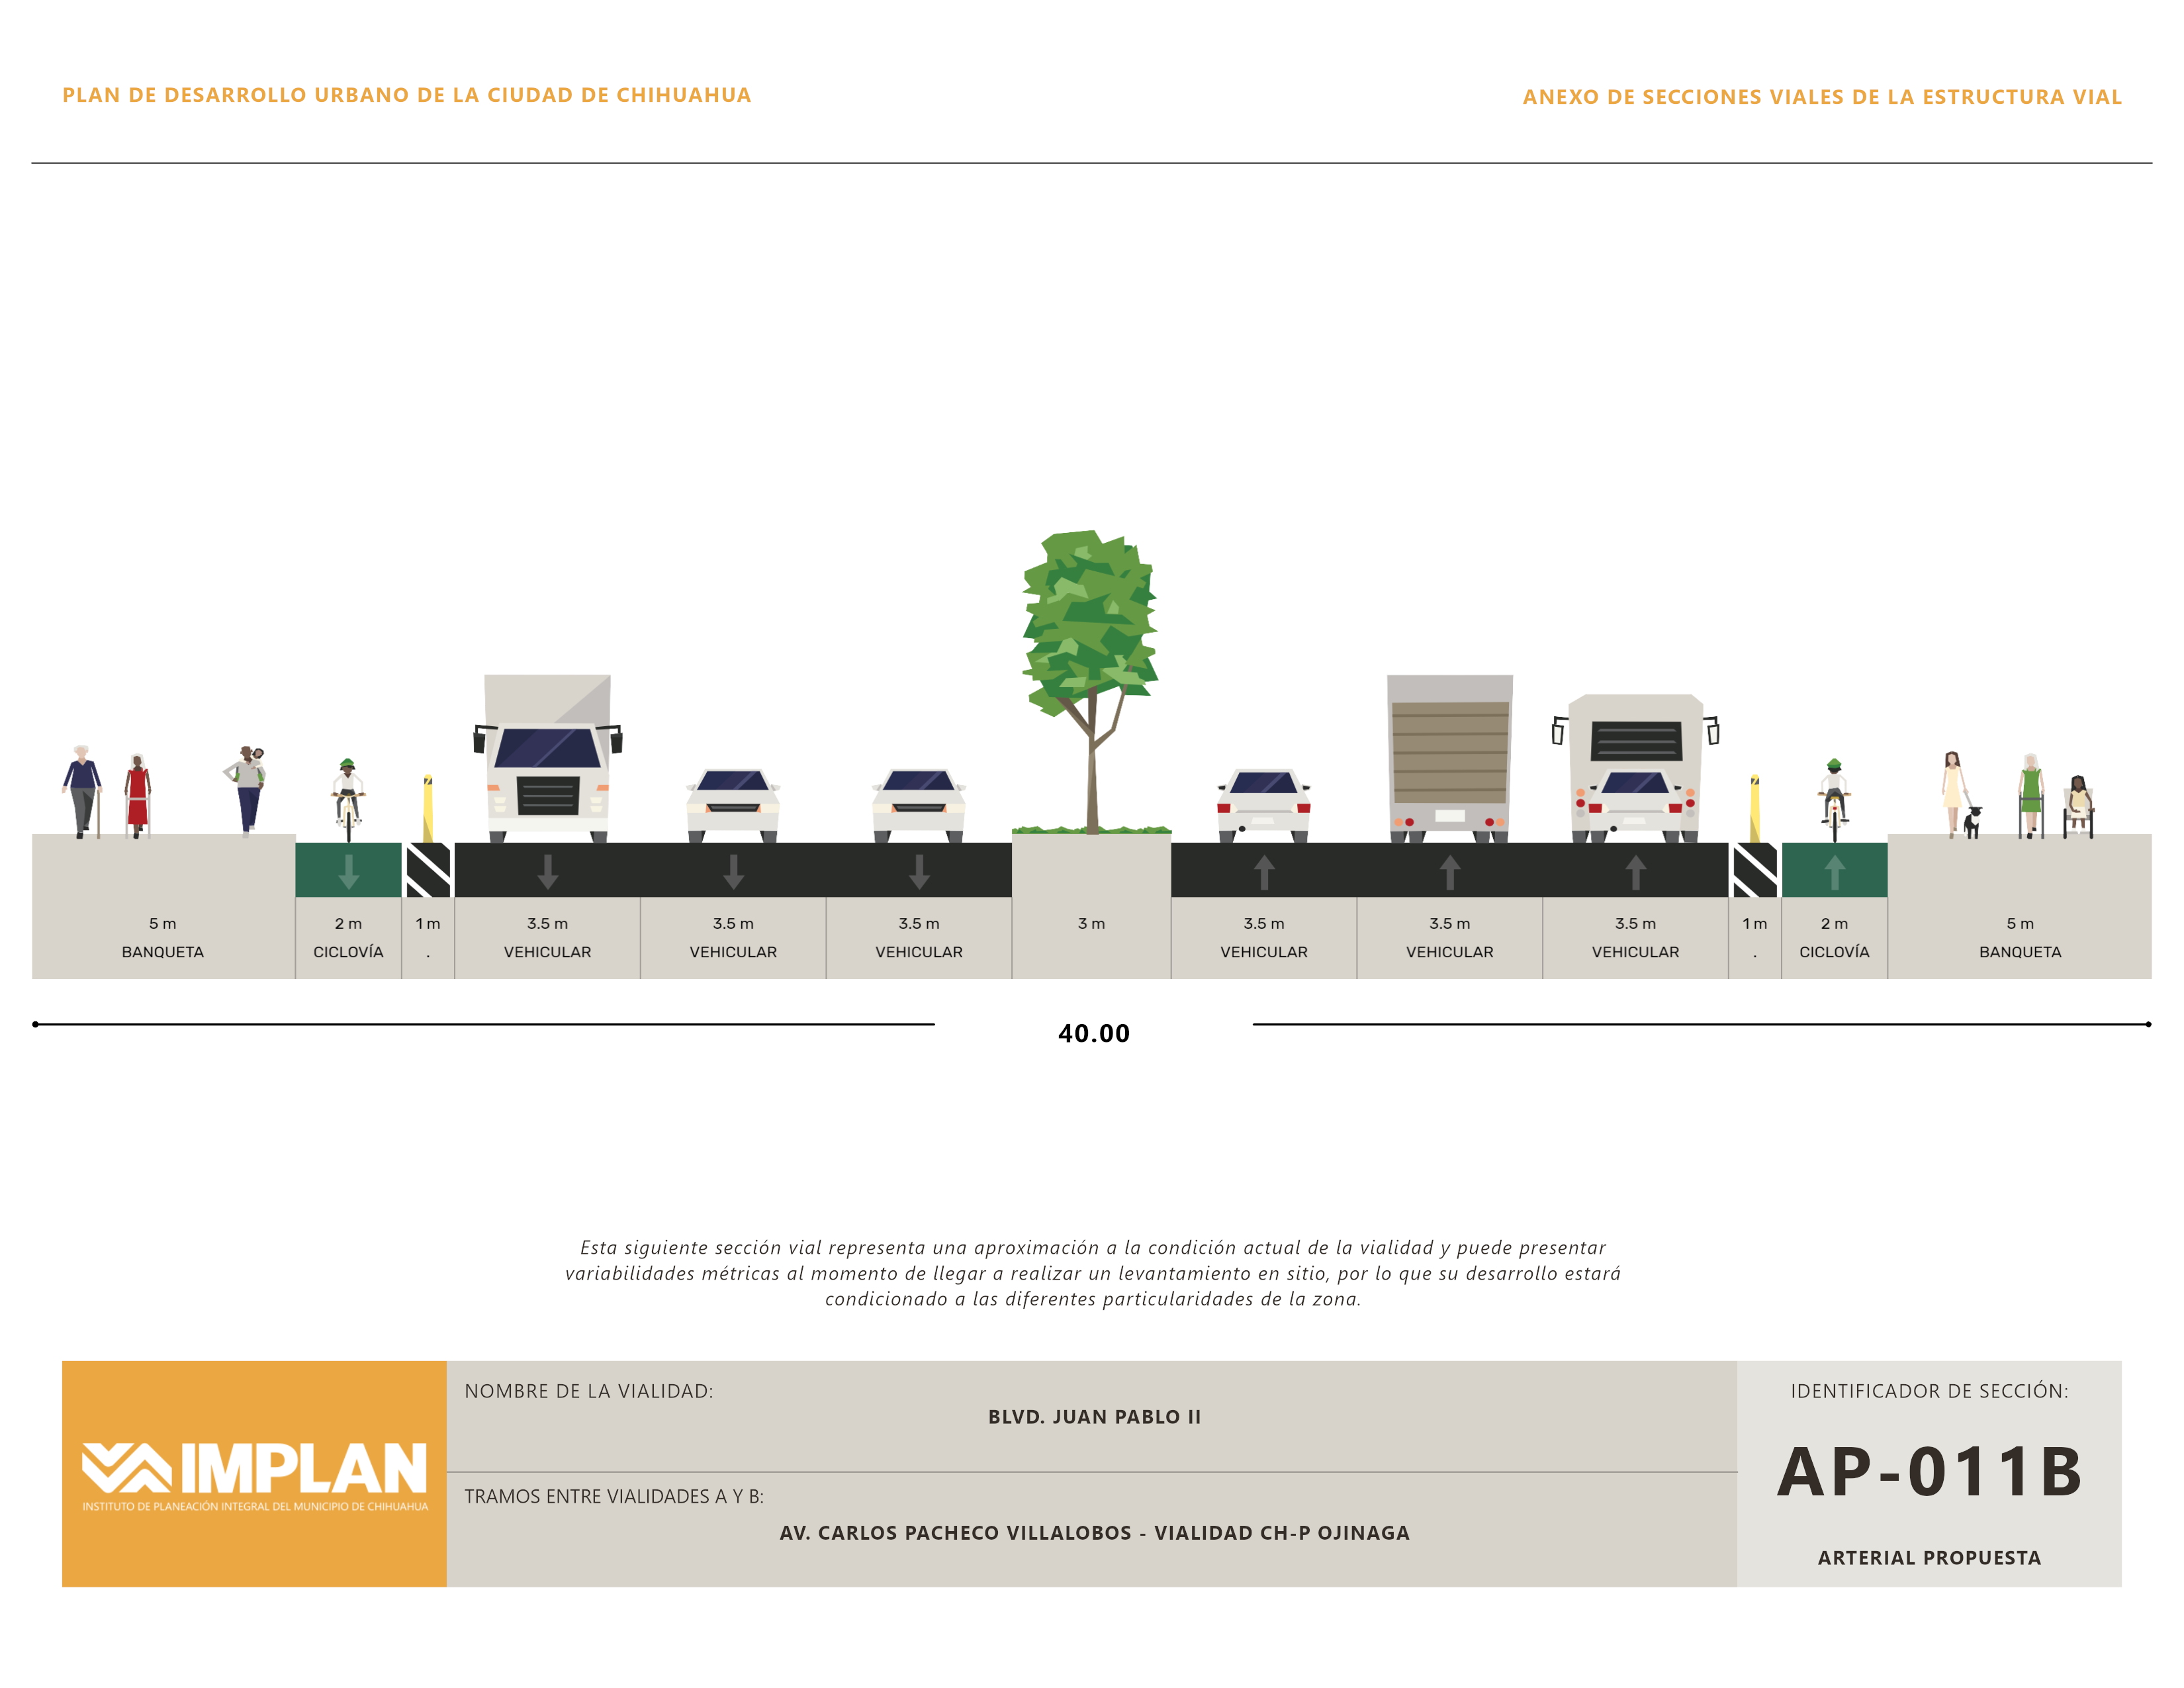 PLAN DE DESARROLLO URBANO DE LA CIUDAD DE CHIHUAHUA
ANEXO DE SECCIONES VIALES DE LA ESTRUCTURA VIAL
5 m 2 m 1 m 3.5 m 3.5 m 3.5 m 3 m 3.5 m 3.5 m 3.5 m 1 m 2 m 5 m
BANQUETA CICLOVÍA . VEHICULAR VEHICULAR VEHICULAR VEHICULAR VEHICULAR VEHICULAR . CICLOVÍA BANQUETA
40.00
Esta siguiente sección vial representa una aproximación a la condición actual de la vialidad y puede presentar
variabilidades métricas al momento de llegar a realizar un levantamiento en sitio, por lo que su desarrollo estará
condicionado a las diferentes particularidades de la zona.
IMPLAN
INSTITUTO DE PLANEACIÓN INTEGRAL DEL MUNICIPIO DE CHIHUAHUA
NOMBRE DE LA VIALIDAD:
BLVD. JUAN PABLO II
TRAMOS ENTRE VIALIDADES A Y B:
AV. CARLOS PACHECO VILLALOBOS - VIALIDAD CH-P OJINAGA
IDENTIFICADOR DE SECCIÓN:
AP-011B
ARTERIAL PROPUESTA